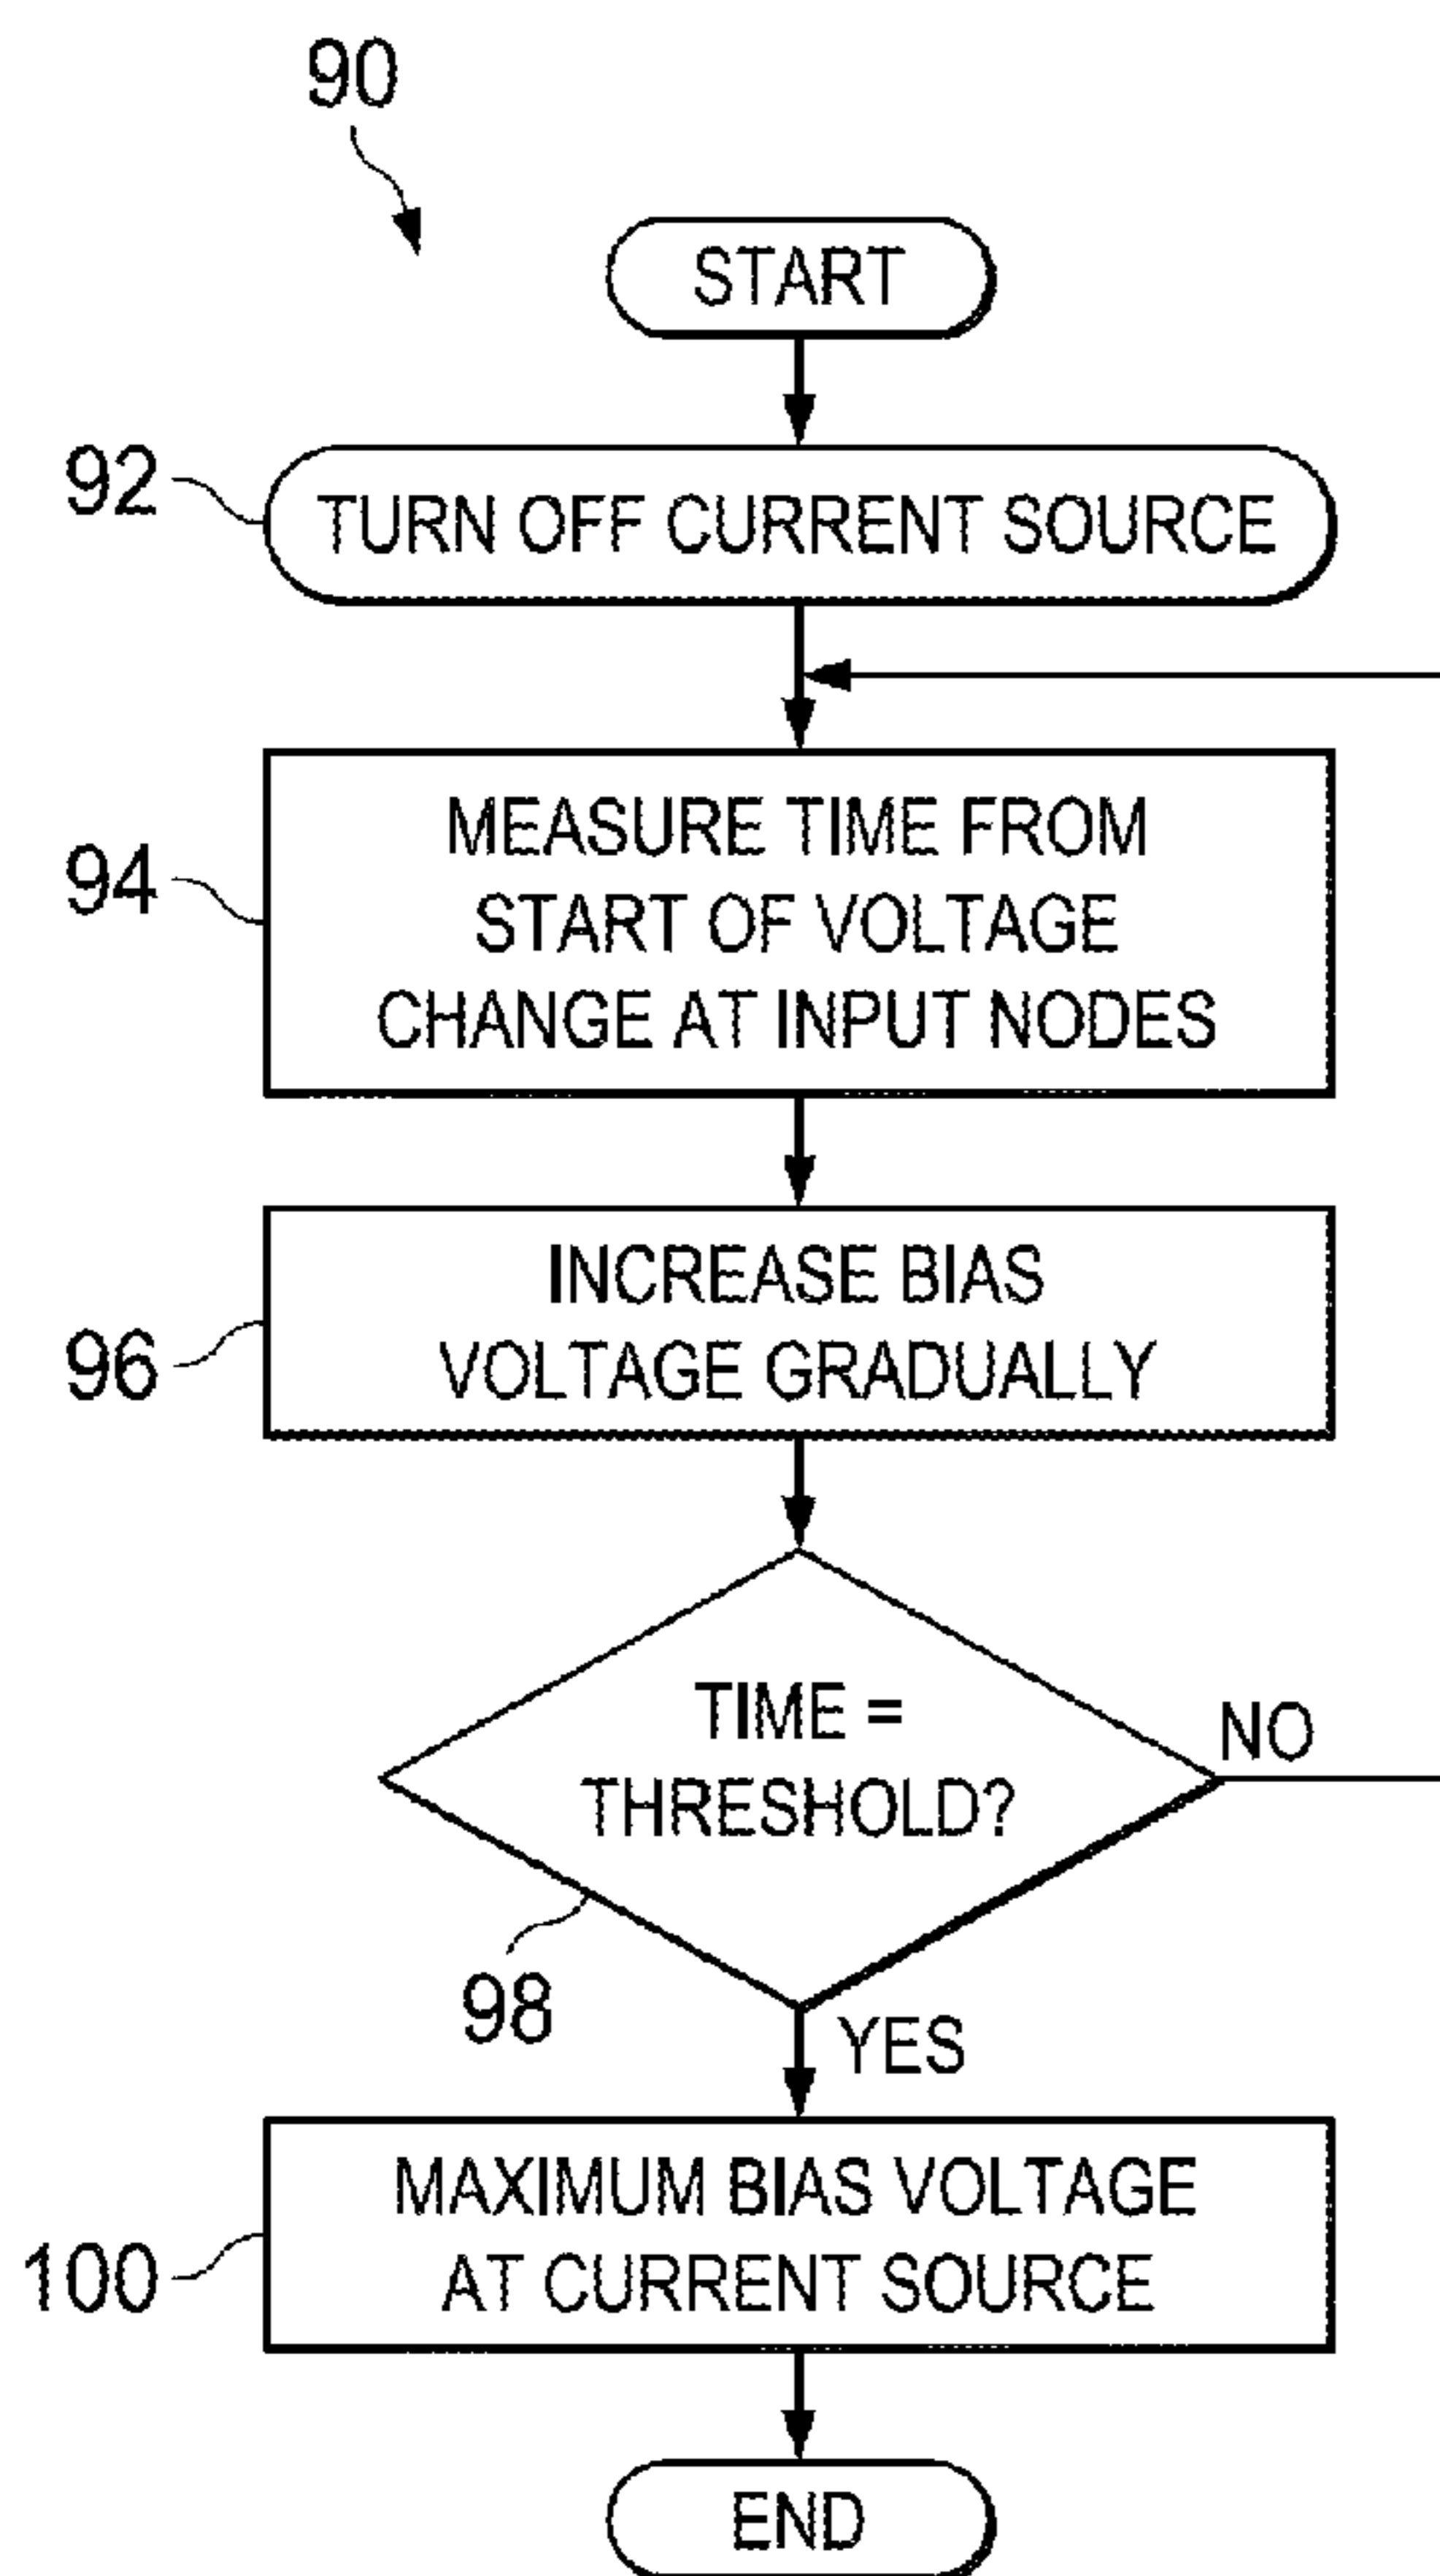 90
START
92
TURN OFF CURRENT SOURCE
94
MEASURE TIME FROM
START OF VOLTAGE
CHANGE AT INPUT NODES
96
INCREASE BIAS
VOLTAGE GRADUALLY
TIME =
THRESHOLD?
NO
98
YES
100
MAXIMUM BIAS VOLTAGE
AT CURRENT SOURCE
END